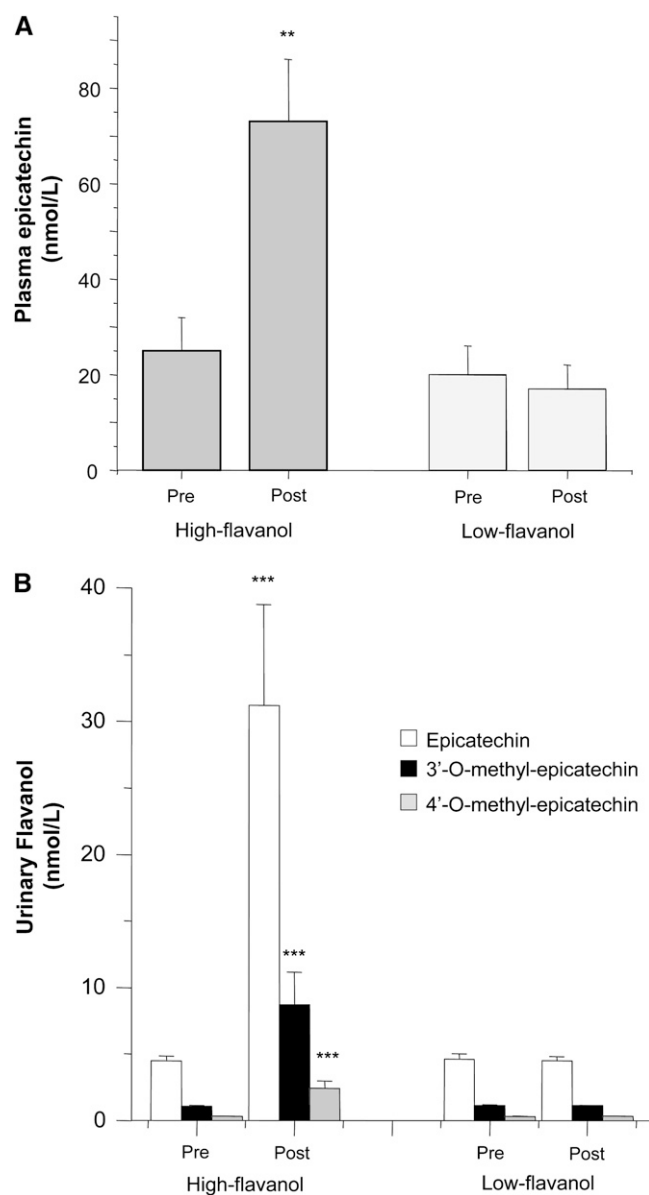 A
**
Plasma epicatechin
(nmol/L)
80
60
40
20
0
Pre
Post
Pre
Post
High-flavanol
Low-flavanol
B
***
Urinary Flavanol
(nmol/L)
40
30
20
10
0
Epicatechin
3'-O-methyl-epicatechin
4'-O-methyl-epicatechin
***
***
Pre
Post
Pre
Post
High-flavanol
Low-flavanol